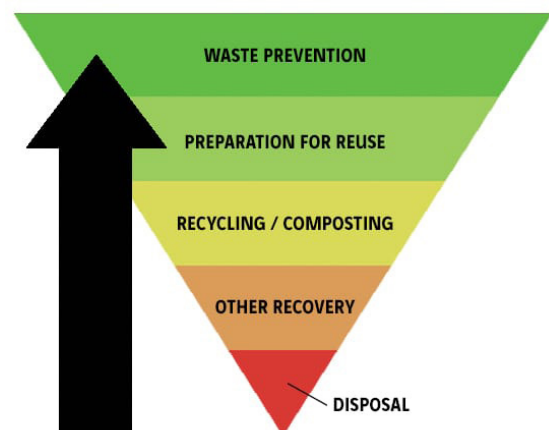 WASTE PREVENTION
PREPARATION FOR REUSE
RECYCLING / COMPOSTING
OTHER RECOVERY
DISPOSAL